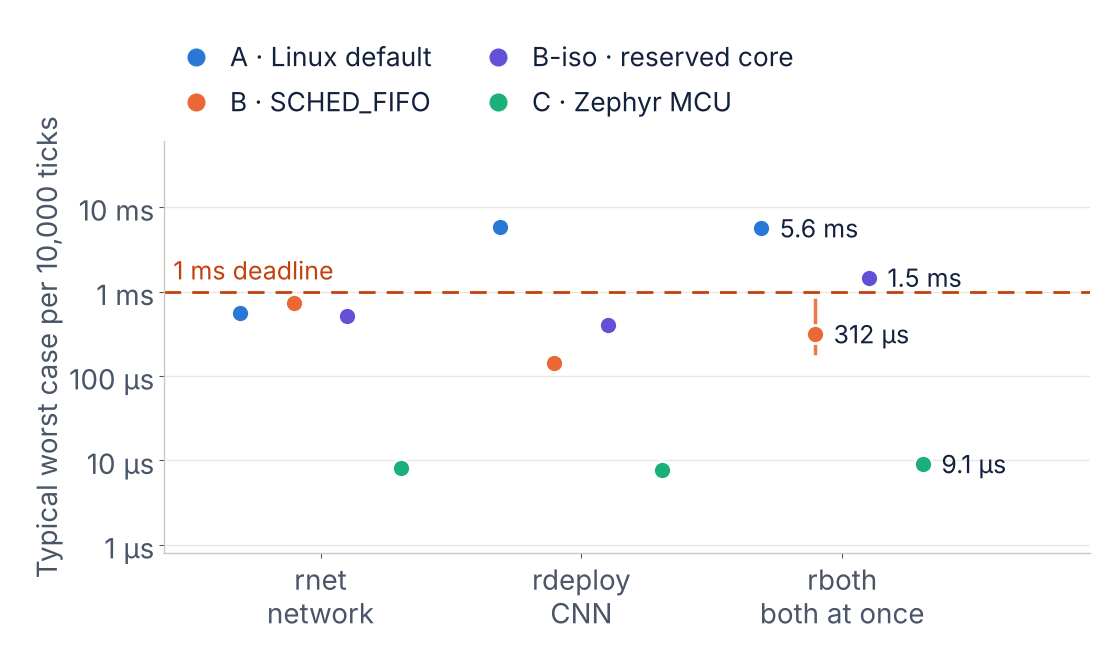 A · Linux default
B · SCHED_FIFO
B-iso · reserved core
C · Zephyr MCU
Typical worst case per 10,000 ticks
10 ms
1 ms
100 µs
10 µs
1 µs
1 ms deadline
5.6 ms
1.5 ms
312 µs
9.1 µs
rnet
network
rdeploy
CNN
rboth
both at once